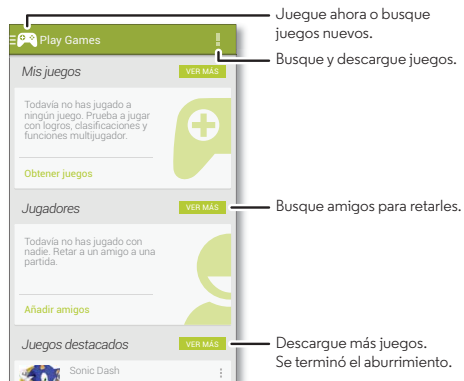 Juegue ahora o busque
juegos nuevos.
Play Games
Busque y descargue juegos.
Mis juegos
VER MÁS
Todavía no has jugado a
ningún juego. Prueba a jugar
con logros, clasificaciones y
funciones multijugador.
Obtener juegos
Jugadores
VER MÁS
Busque amigos para retarles.
Todavía no has jugado con
nadie. Retar a un amigo a una
partida.
Añadir amigos
Juegos destacados
VER MÁS
Descargue más juegos.
Se terminó el aburrimiento.
Sonic Dash